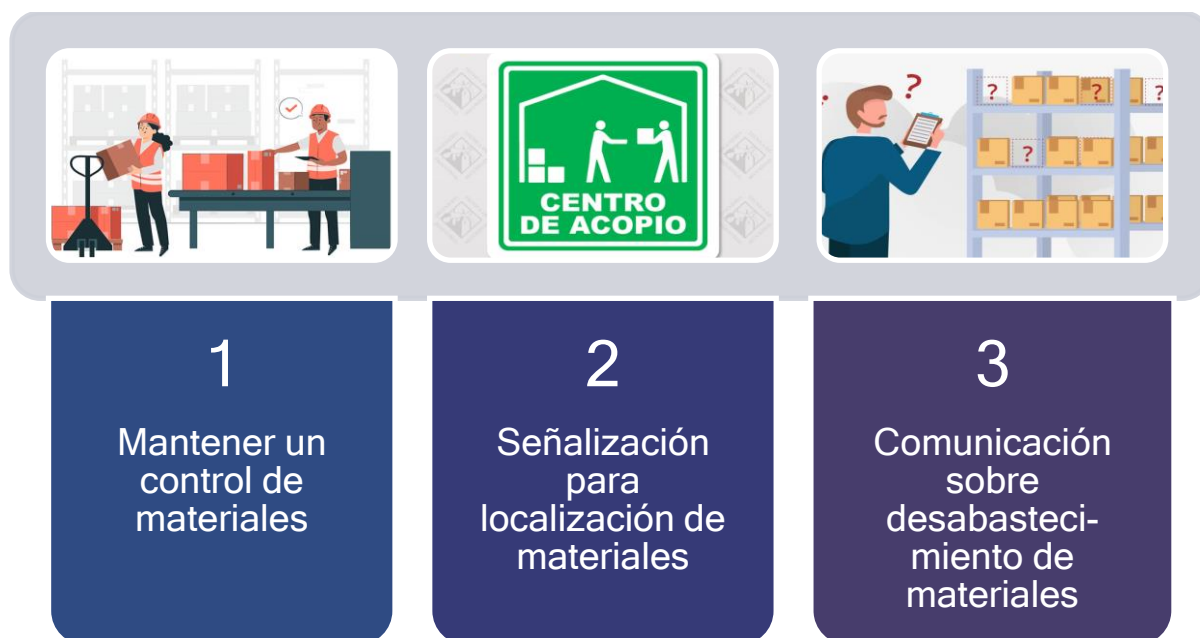 CENTRO
DE ACOPIO
?
?
?
?
?
?
1
Mantener un
control de
materiales
2
Señalización
para
localización de
materiales
3
Comunicación
sobre
desabasteci-
miento de
materiales